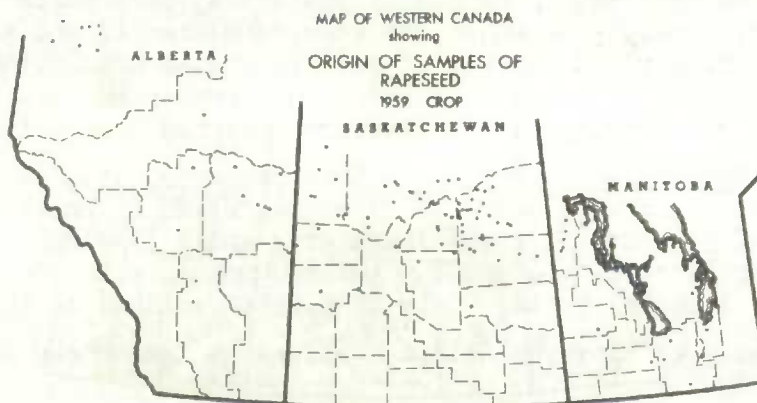 MAP OF WESTERN CANADA
showing
ORIGIN OF SAMPLES OF
RAPESEED
1959 CROP
ALBERTA
SASKATCHEWAN
MANITOBA